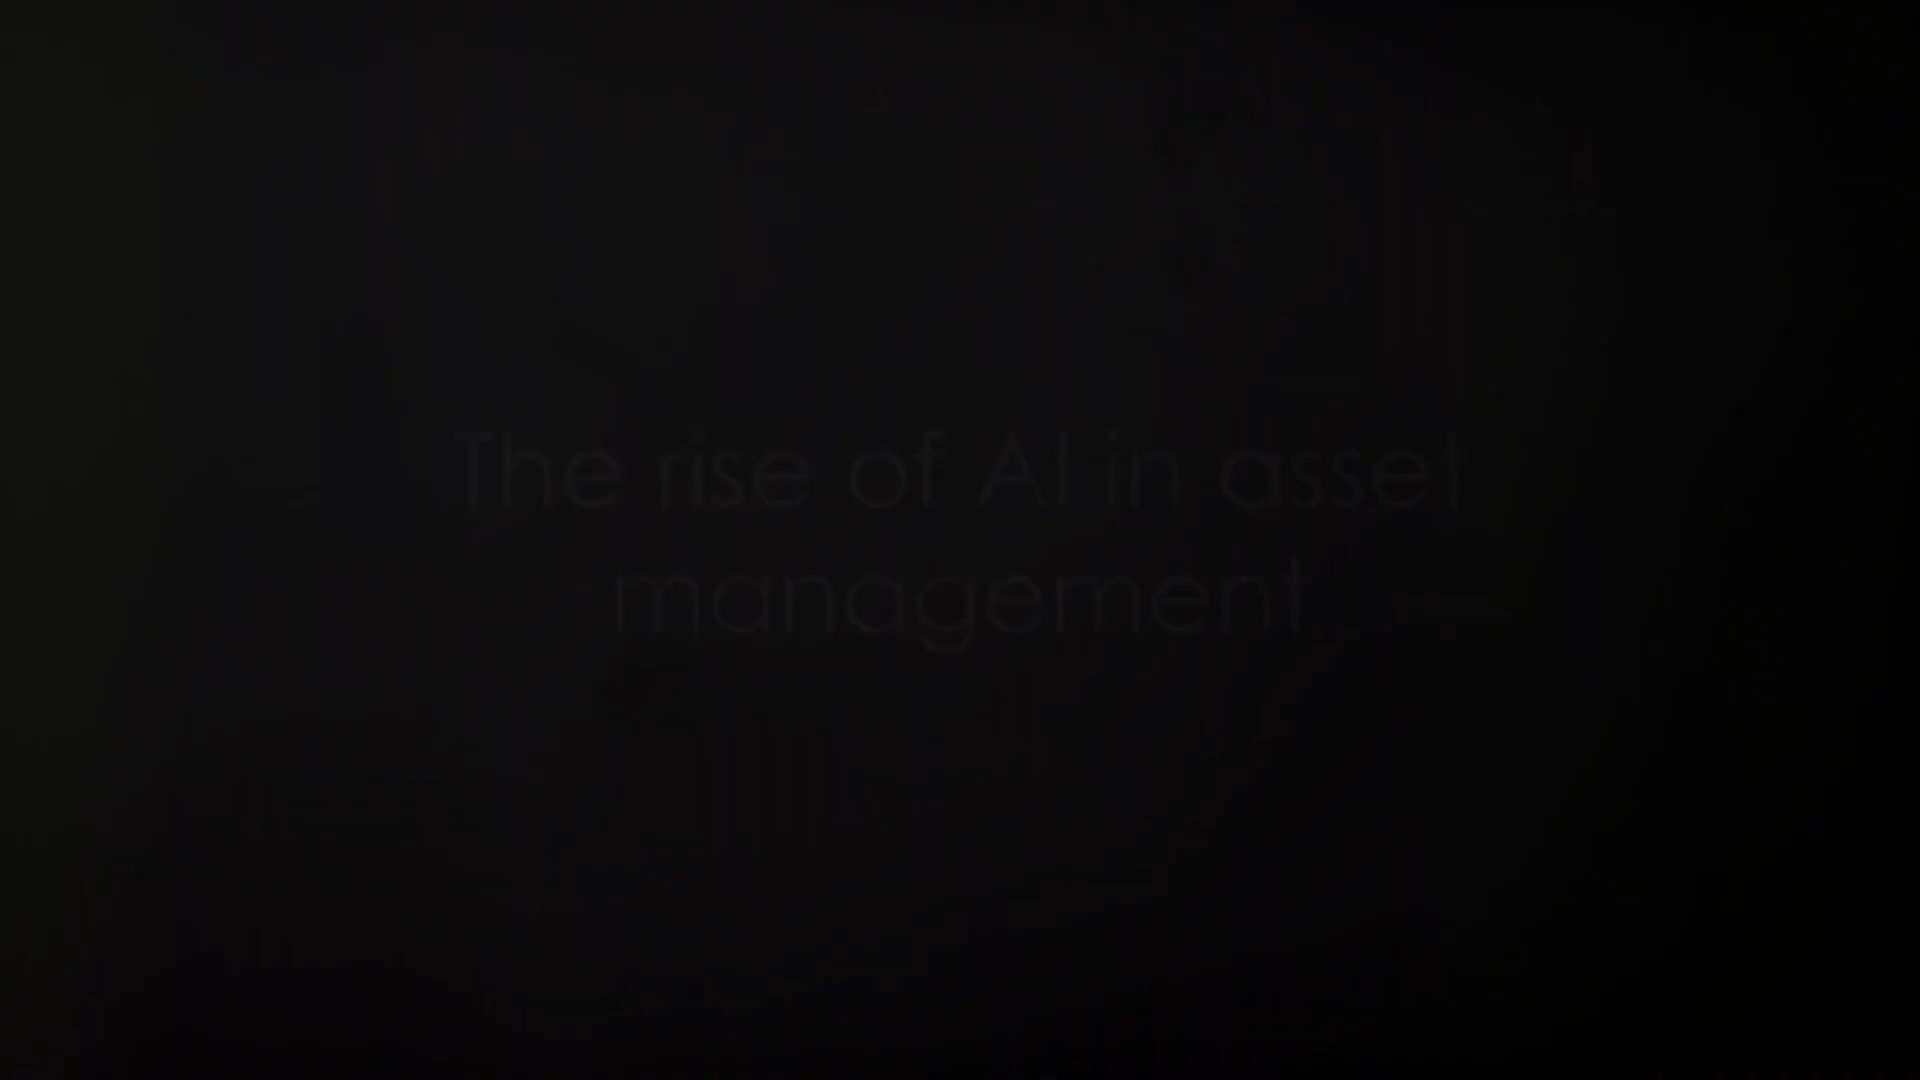 The rise of AI in asset
management